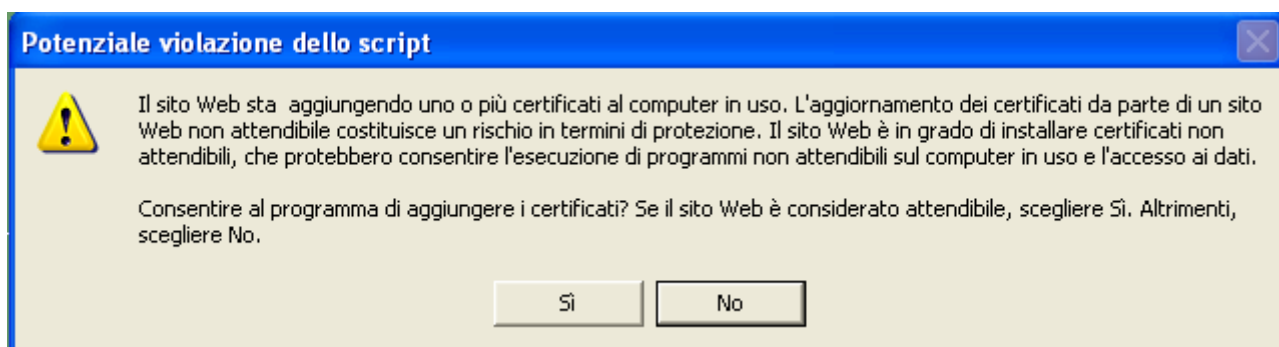 Potenziale violazione dello script
Il sito Web sta aggiungendo uno o più certificati al computer in uso. L'aggiornamento dei certificati da parte di un sito
Web non attendibile costituisce un rischio in termini di protezione. Il sito Web è in grado di installare certificati non
attendibili, che protebbero consentire l'esecuzione di programmi non attendibili sul computer in uso e l'accesso ai dati.
Consentire al programma di aggiungere i certificati? Se il sito Web è considerato attendibile, scegliere Sì. Altrimenti,
scegliere No.
Sì No